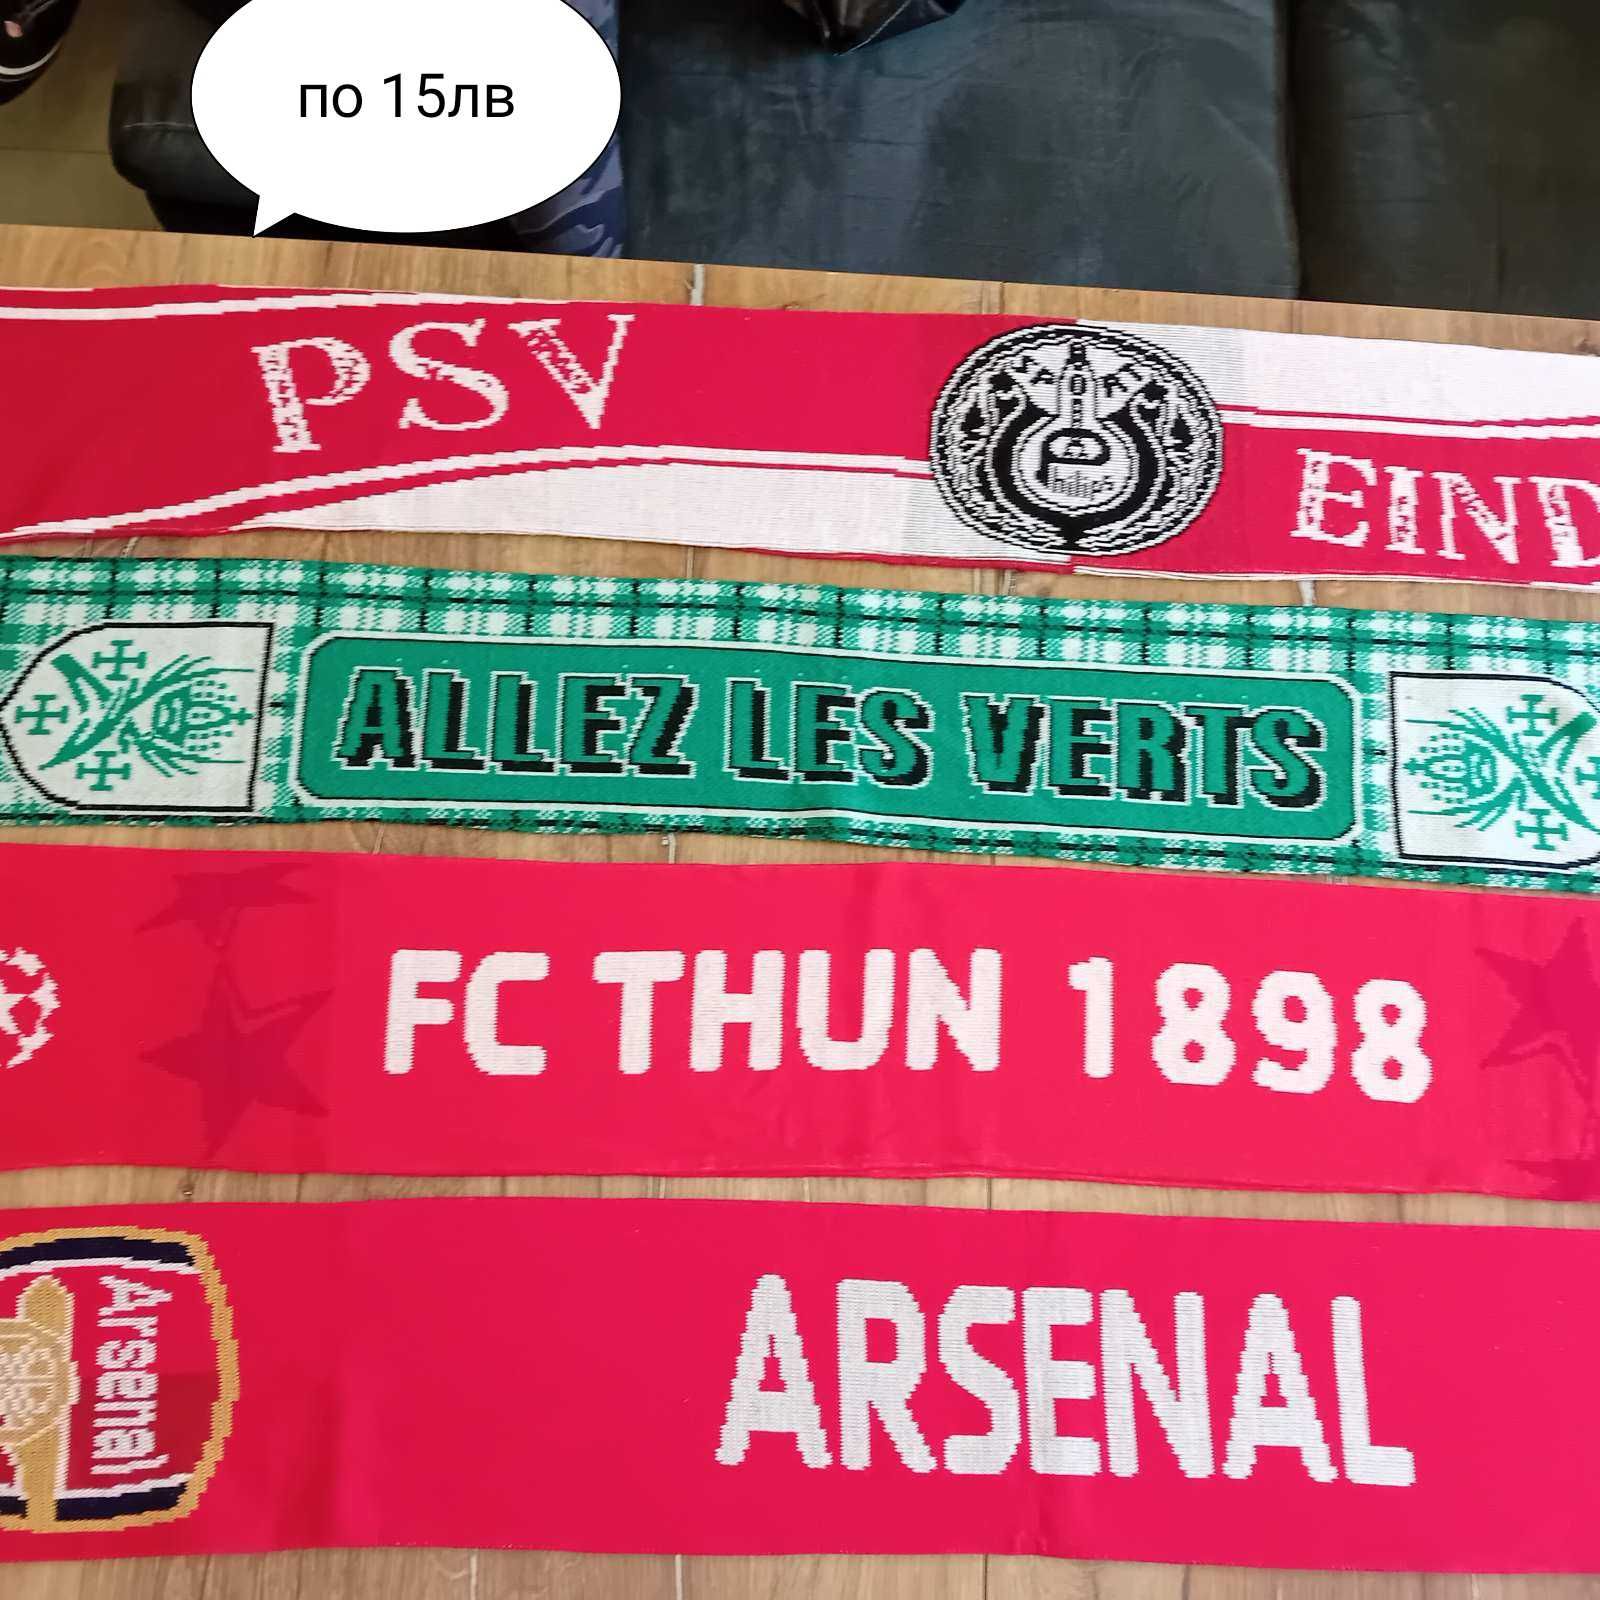 по 15лв
PSV
EIND
ALLEZ LES VERTS
FC THUN 1898
Arsenal
ARSENAL